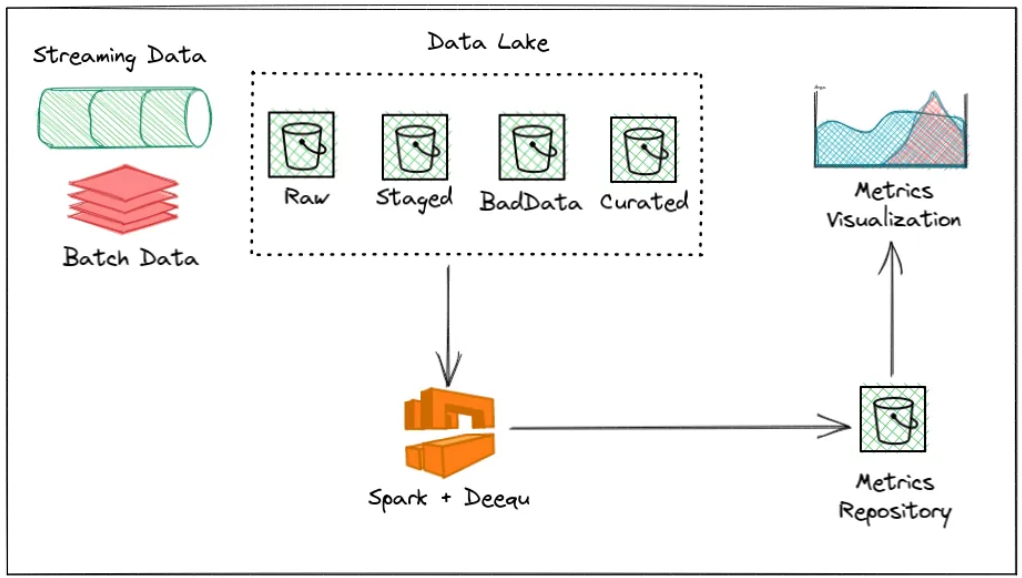 Streaming Data
Batch Data
Data Lake
Raw
Staged
BadData
Curated
Spark + Deequ
Metrics
Repository
Metrics
Visualization